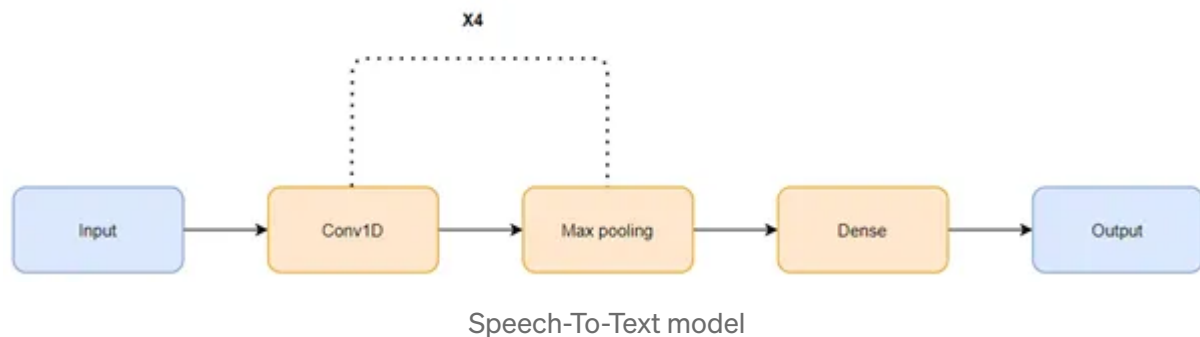 X4
Input
Conv1D
Max pooling
Dense
Output
Speech-To-Text model